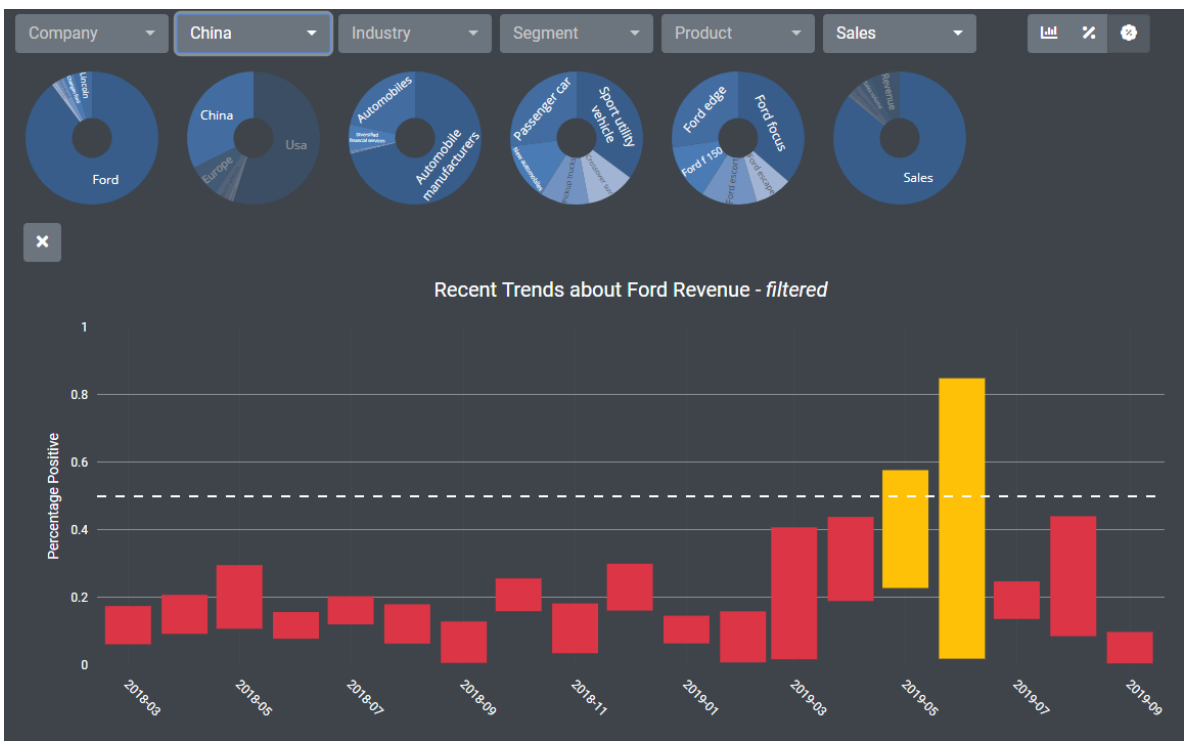 Company
China
Industry
Segment
Product
Sales
Lincoln
Ford
China
Usa
Europe
Automobiles
Diversified
financial services
Automobile
manufacturers
Passenger car
Sport utility
vehicle
New automobiles
Crossover suv
Ford edge
Ford focus
Ford f 150
Ford escort
Ford escape
Revenue
Sales
Recent Trends about Ford Revenue - filtered
Percentage Positive
1
0.8
0.6
0.4
0.2
0
2018-03
2018-05
2018-07
2018-09
2018-11
2019-01
2019-03
2019-05
2019-07
2019-09